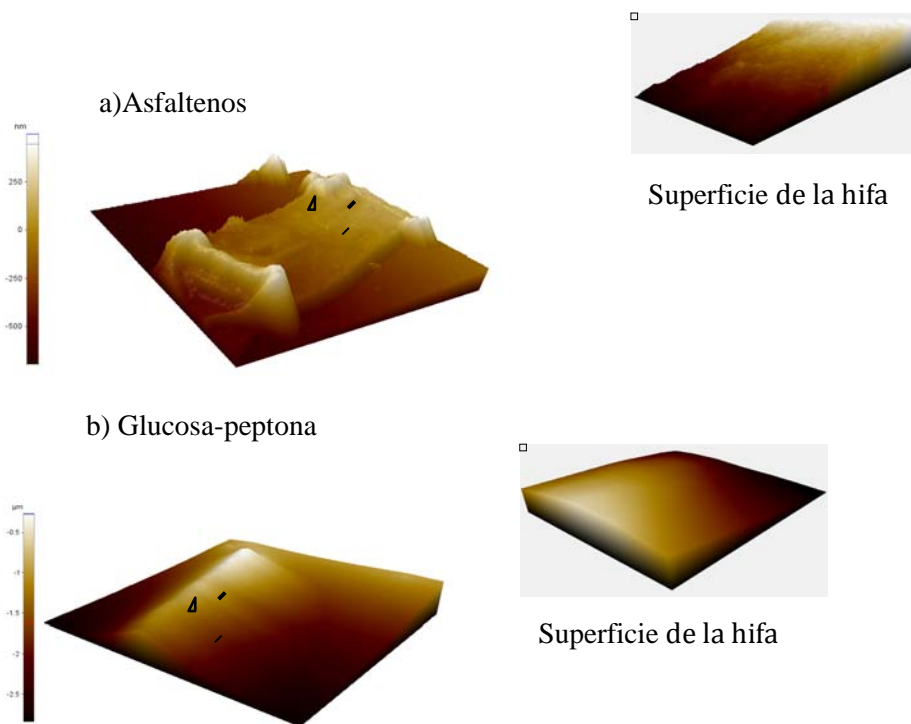 a)Asfaltenos
nm
250
0
-250
-500
Superficie de la hifa
b) Glucosa-peptona
µm
-0.5
-1
-1.5
-2
-2.5
Superficie de la hifa